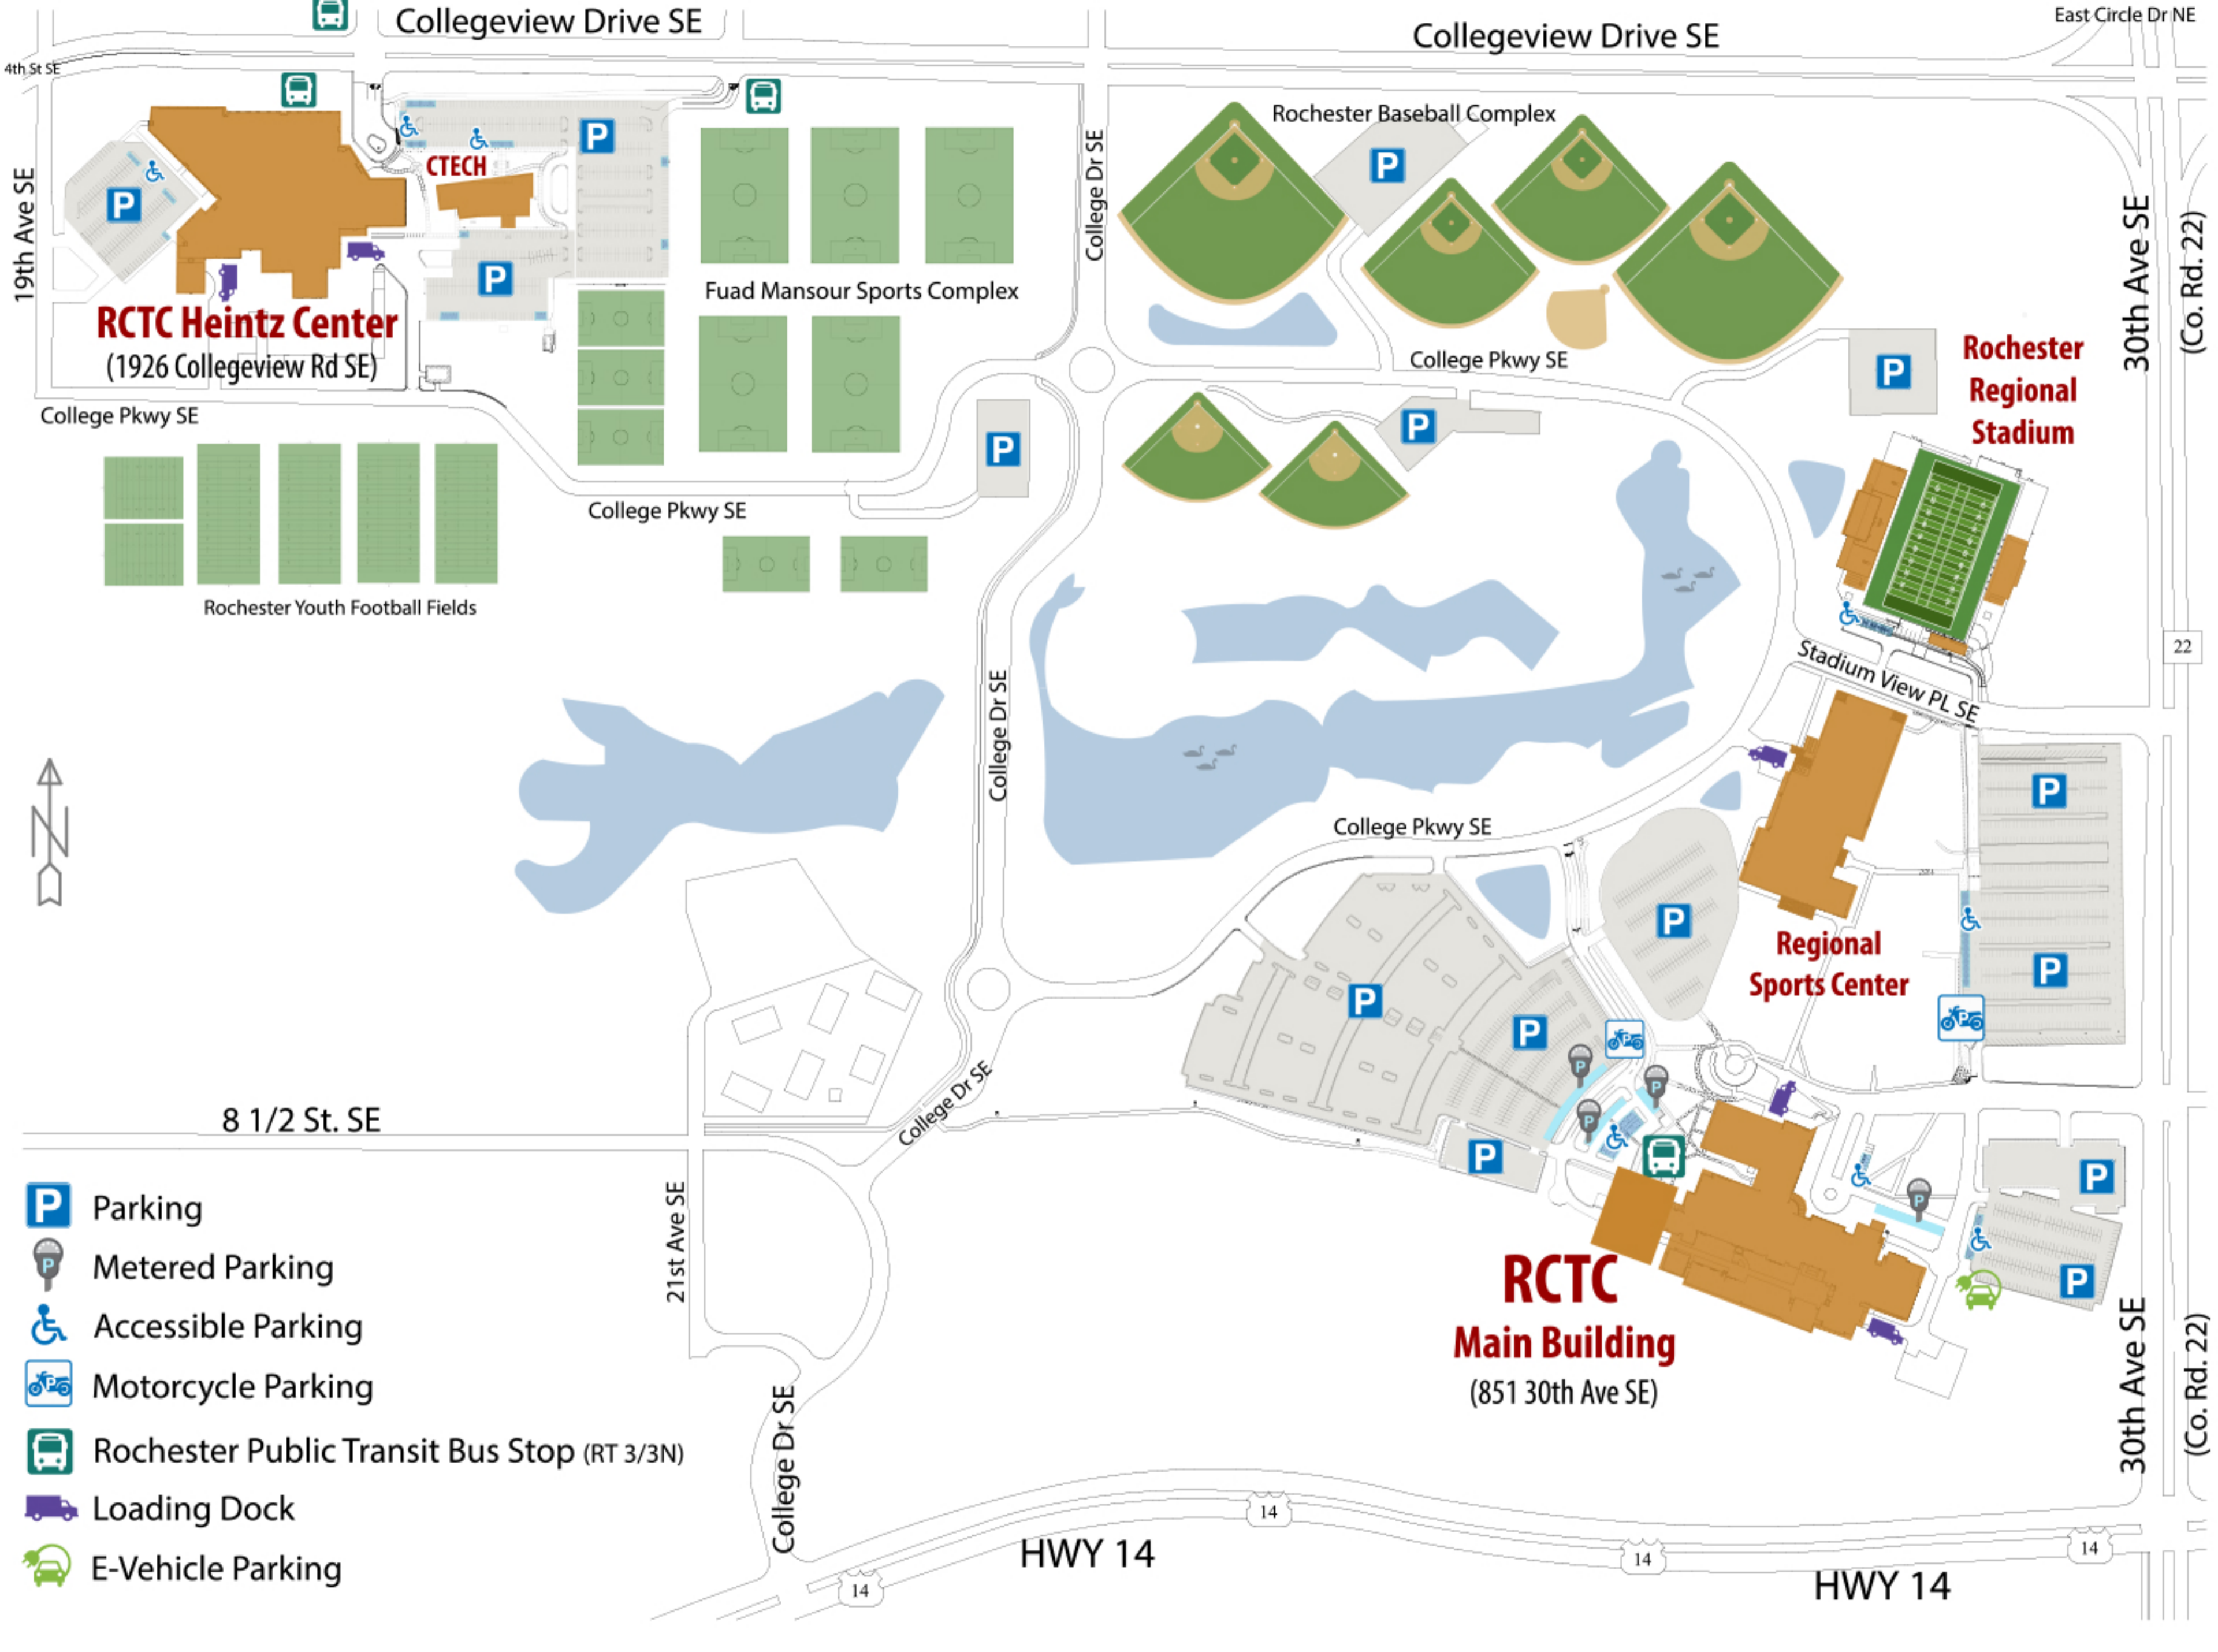 Collegeview Drive SE
Collegeview Drive SE
East Circle Dr NE
4th St SE
19th Ave SE
P
CTECH
P
P
RCTC Heintz Center
(1926 Collegeview Rd SE)
College Pkwy SE
Fuad Mansour Sports Complex
College Dr SE
Rochester Baseball Complex
P
College Pkwy SE
P
P
P
30th Ave SE
(Co. Rd. 22)
Rochester
Regional
Stadium
College Pkwy SE
Rochester Youth Football Fields
22
Stadium View PL SE
College Dr SE
N
College Pkwy SE
P
P
P
Regional
Sports Center
P
P
P
P
P
P
P
P
P
College Dr SE
8 1/2 St. SE
P
P
P
21st Ave SE
RCTC
Main Building
(851 30th Ave SE)
30th Ave SE
(Co. Rd. 22)
College Dr SE
P Parking
P Metered Parking
Accessible Parking
P Motorcycle Parking
Rochester Public Transit Bus Stop (RT 3/3N)
Loading Dock
E-Vehicle Parking
14
HWY 14
14
14
HWY 14
14